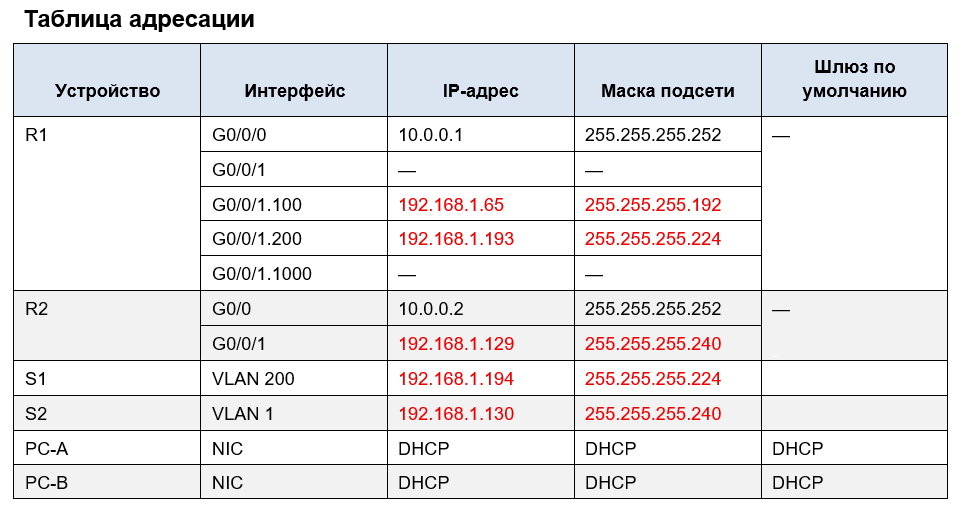 Таблица адресации
Устройство Интерфейс IP-адрес Маска подсети Шлюз по умолчанию
R1 G0/0/0 10.0.0.1 255.255.255.252 —
G0/0/1 — —
G0/0/1.100 192.168.1.65 255.255.255.192
G0/0/1.200 192.168.1.193 255.255.255.224
G0/0/1.1000 — —
R2 G0/0 10.0.0.2 255.255.255.252 —
G0/0/1 192.168.1.129 255.255.255.240
S1 VLAN 200 192.168.1.194 255.255.255.224
S2 VLAN 1 192.168.1.130 255.255.255.240
PC-A NIC DHCP DHCP DHCP
PC-B NIC DHCP DHCP DHCP